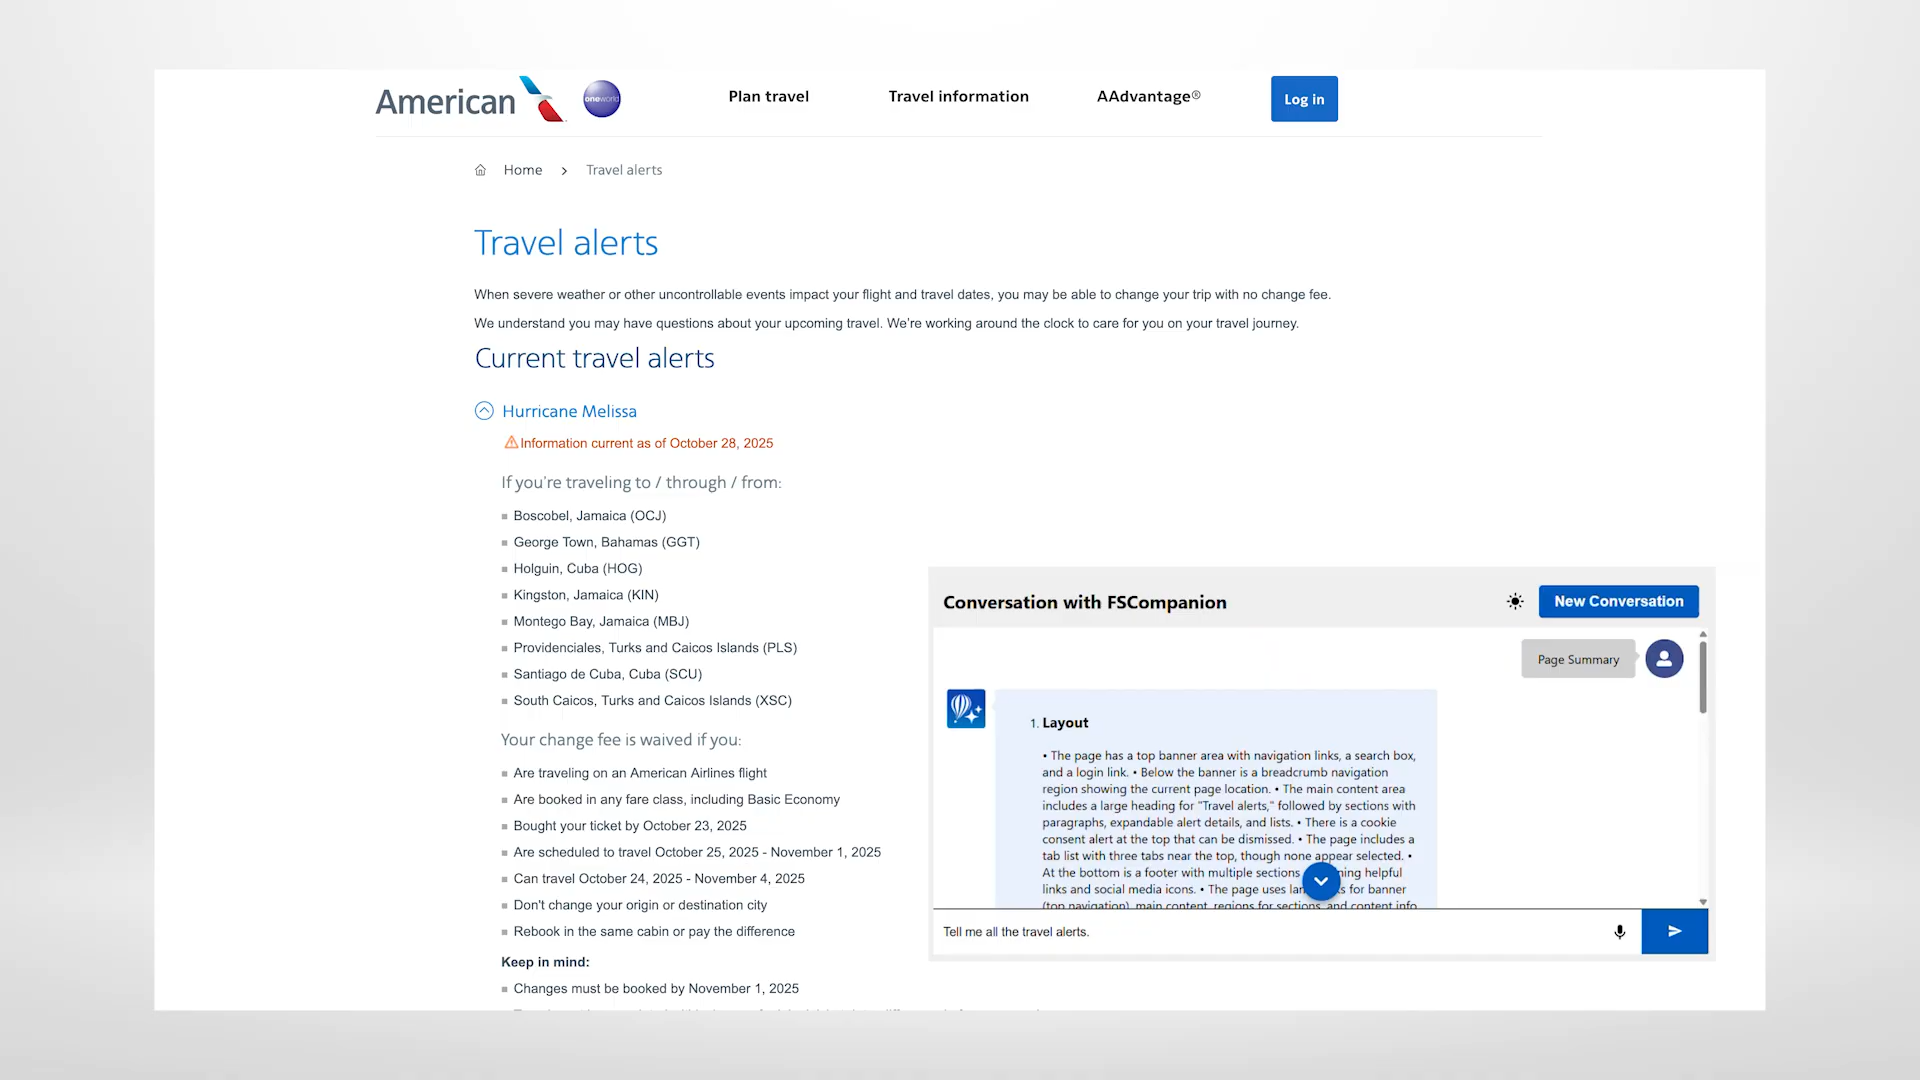 American
oneworld
Plan travel
Travel information
AAdvantage®
Log in
Home
Travel alerts
Travel alerts
When severe weather or other uncontrollable events impact your flight and travel dates, you may be able to change your trip with no change fee.
We understand you may have questions about your upcoming travel. We're working around the clock to care for you on your travel journey.
Current travel alerts
Hurricane Melissa
Information current as of October 28, 2025
If you're traveling to / through / from:
Boscobel, Jamaica (OCJ)
George Town, Bahamas (GGT)
Holguin, Cuba (HOG)
Kingston, Jamaica (KIN)
Montego Bay, Jamaica (MBJ)
Providenciales, Turks and Caicos Islands (PLS)
Santiago de Cuba, Cuba (SCU)
South Caicos, Turks and Caicos Islands (XSC)
Your change fee is waived if you:
Are traveling on an American Airlines flight
Are booked in any fare class, including Basic Economy
Bought your ticket by October 23, 2025
Are scheduled to travel October 25, 2025 - November 1, 2025
Can travel October 24, 2025 - November 4, 2025
Don't change your origin or destination city
Rebook in the same cabin or pay the difference
Keep in mind:
Changes must be booked by November 1, 2025
Conversation with FSCompanion
New Conversation
Page Summary
1. Layout
• The page has a top banner area with navigation links, a search box,
and a login link. • Below the banner is a breadcrumb navigation
region showing the current page location. • The main content area
includes a large heading for "Travel alerts," followed by sections with
paragraphs, expandable alert details, and lists. • There is a cookie
consent alert at the top that can be dismissed. • The page includes a
tab list with three tabs near the top, though none appear selected. •
At the bottom is a footer with multiple sections ning helpful
links and social media icons. • The page uses lan s for banner
(top navigation), main content, regions for sections, and content info
Tell me all the travel alerts.